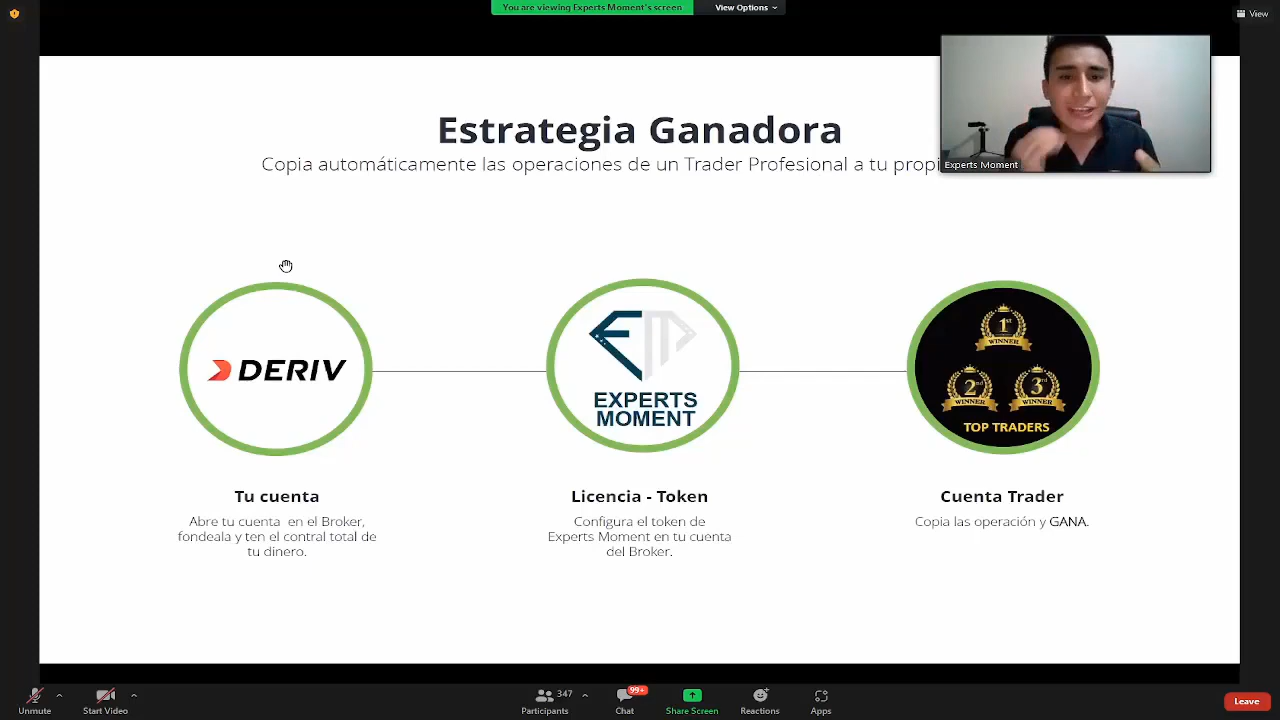 You are viewing Experts Moment's screen
View Options
View
Estrategia Ganadora
Copia automáticamente las operaciones de un Trader Profesional a tu
Experts Moment
DERIV
EM
EXPERTS
MOMENT
1st
WINNER
2nd
WINNER
3rd
WINNER
TOP TRADERS
Tu cuenta
Abre tu cuenta en el Broker,
fondeala y ten el contral total de
tu dinero.
Licencia - Token
Configura el token de
Experts Moment en tu cuenta
del Broker.
Cuenta Trader
Copia las operación y GANA.
Unmute
Start Video
347
Participants
99+
Chat
Share Screen
Reactions
Apps
Leave